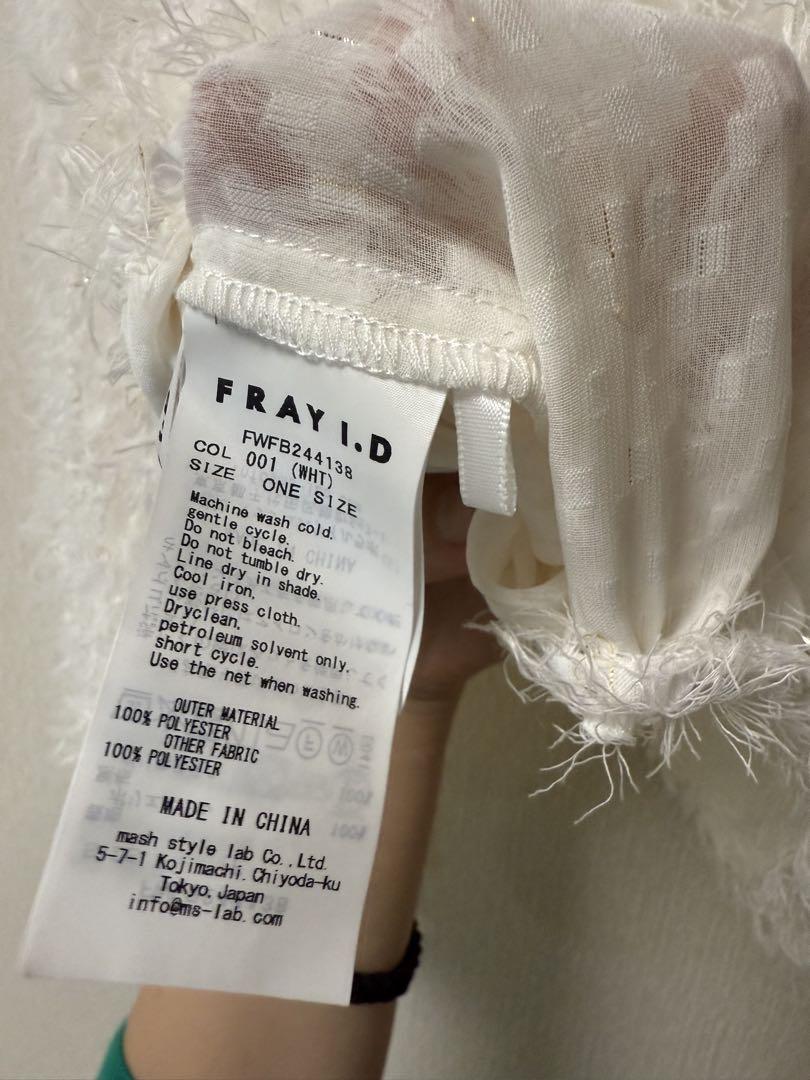 FRAY I.D
FWFB244138
COL 001 (WHT)
SIZE ONE SIZE
Machine wash cold.
gentle cycle.
Do not bleach.
Do not tumble dry.
Line dry in shade.
Cool iron,
use press cloth.
Dryclean,
petroleum solvent only.
short cycle.
Use the net when washing.
OUTER MATERIAL
100% POLYESTER
OTHER FABRIC
100% POLYESTER
MADE IN CHINA
mash style lab Co.,Ltd.
5-7-1 Kojimachi.Chiyoda-ku
Tokyo,Japan
info@ms-lab.com